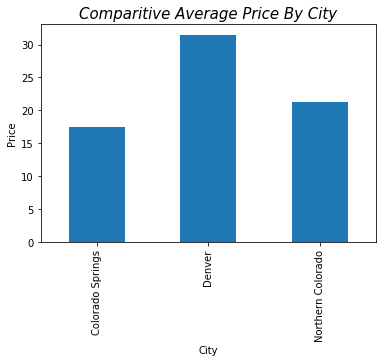 Comparitive Average Price By City
Price
30
25
20
15
10
5
0
Colorado Springs
Denver
Northern Colorado
City